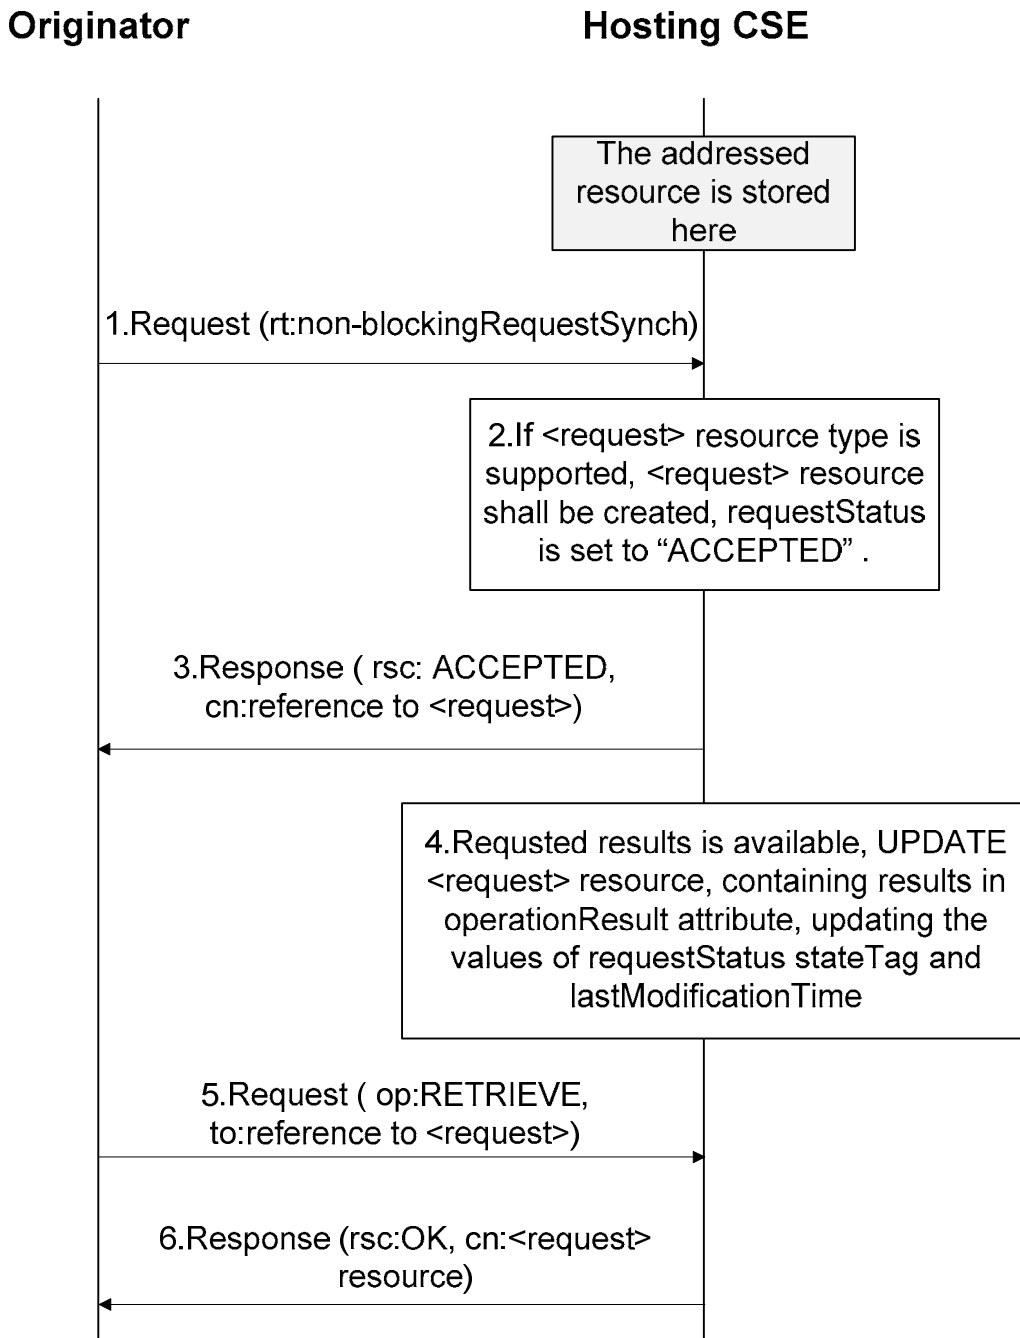 Originator
Hosting CSE
The addressed
resource is stored
here
1.Request (rt:non-blockingRequestSynch)
2.If <request> resource type is
supported, <request> resource
shall be created, requestStatus
is set to “ACCEPTED” .
3.Response ( rsc: ACCEPTED,
cn:reference to <request>)
4.Requsted results is available, UPDATE
<request> resource, containing results in
operationResult attribute, updating the
values of requestStatus stateTag and
lastModificationTime
5.Request ( op:RETRIEVE,
to:reference to <request>)
6.Response (rsc:OK, cn:<request>
resource)